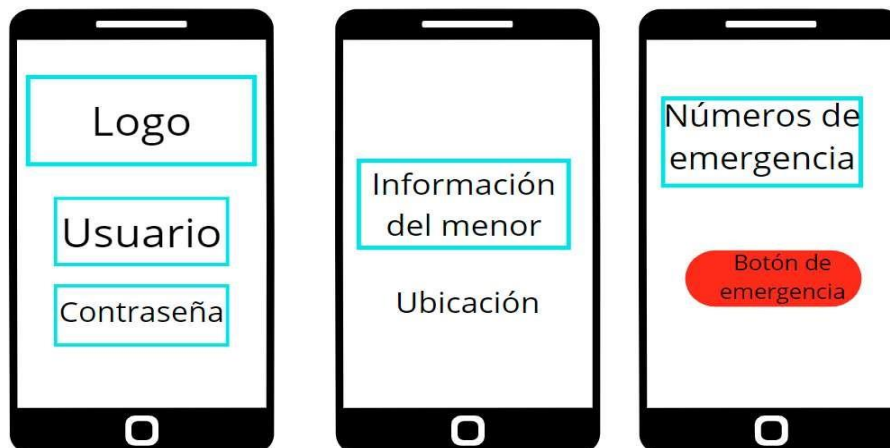 Logo
Usuario
Contraseña
Información
del menor
Ubicación
Números de
emergencia
Botón de
emergencia